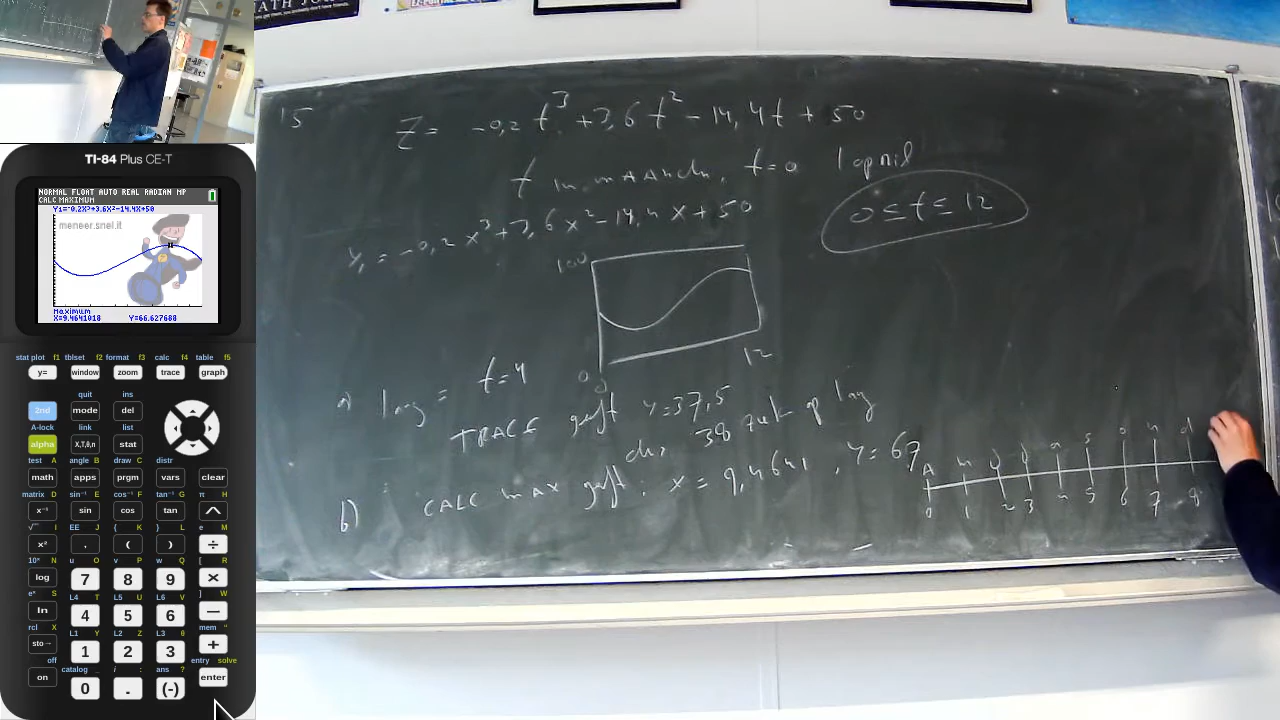 15
Z = -0,2 t³ + 3,6 t² - 14,4 t + 50
t in maanden, t=0 1 april
0 ≤ t ≤ 12
Y₁ = -0,2 x³ + 3,6 x² - 14,4 x + 50
100
0
12
a) lag = t=4
TRACE geeft Y=37,5
dus 38 zul op lag
b) CALC max geeft: x = 9,4641, Y = 67
A m j j a s o n d
0 1 2 3 4 5 6 7 8
TI-84 Plus CE-T
NORMAL FLOAT AUTO REAL RADIAN MP
CALC MAXIMUM
Y1=-0.2X³+3.6X²-14.4X+50
meneer.snel.it
Maximum
X=9.4641018 Y=66.627688
stat plot f1 tblset f2 format f3 calc f4 table f5
y= window zoom trace graph
quit ins
2nd mode del
A-lock link list
alpha X,T,θ,n stat
test A angle B draw C distr
math apps prgm vars clear
matrix D sin⁻¹ E cos⁻¹ F tan⁻¹ G π H
x⁻¹ sin cos tan ^
√ I EE J { K } L e M
x² , ( ) ÷
10ˣ N u O v P w Q [ R
log 7 8 9 ×
eˣ S L4 T L5 U L6 V ] W
ln 4 5 6 −
rcl X L1 Y L2 Z L3 θ mem "
sto→ 1 2 3 +
off catalog _ i : ans ? entry solve
on 0 . (-) enter